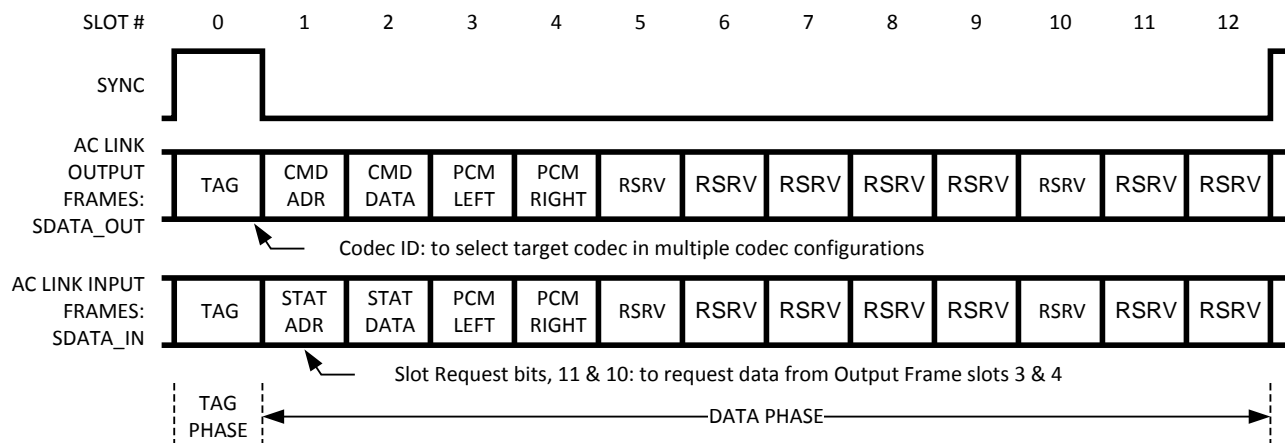 SLOT # 0 1 2 3 4 5 6 7 8 9 10 11 12
SYNC
AC LINK
OUTPUT
FRAMES:
SDATA_OUT
TAG
CMD
ADR
CMD
DATA
PCM
LEFT
PCM
RIGHT
RSRV
RSRV
RSRV
RSRV
RSRV
RSRV
RSRV
RSRV
Codec ID: to select target codec in multiple codec configurations
AC LINK INPUT
FRAMES:
SDATA_IN
TAG
STAT
ADR
STAT
DATA
PCM
LEFT
PCM
RIGHT
RSRV
RSRV
RSRV
RSRV
RSRV
RSRV
RSRV
RSRV
Slot Request bits, 11 & 10: to request data from Output Frame slots 3 & 4
TAG
PHASE
DATA PHASE